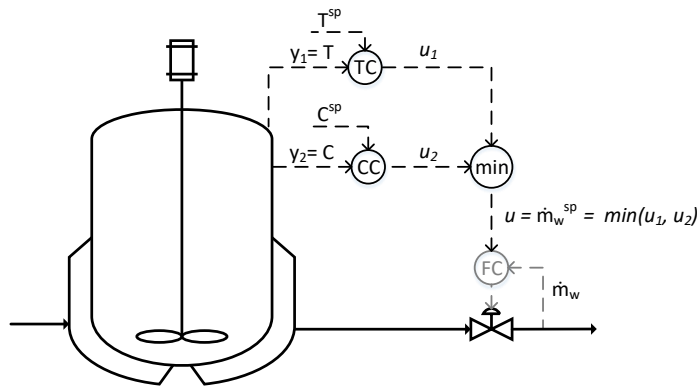 T^sp
y₁= T
TC
u₁
C^sp
y₂= C
CC
u₂
min
u = ṁ_w^sp = min(u₁, u₂)
FC
ṁ_w